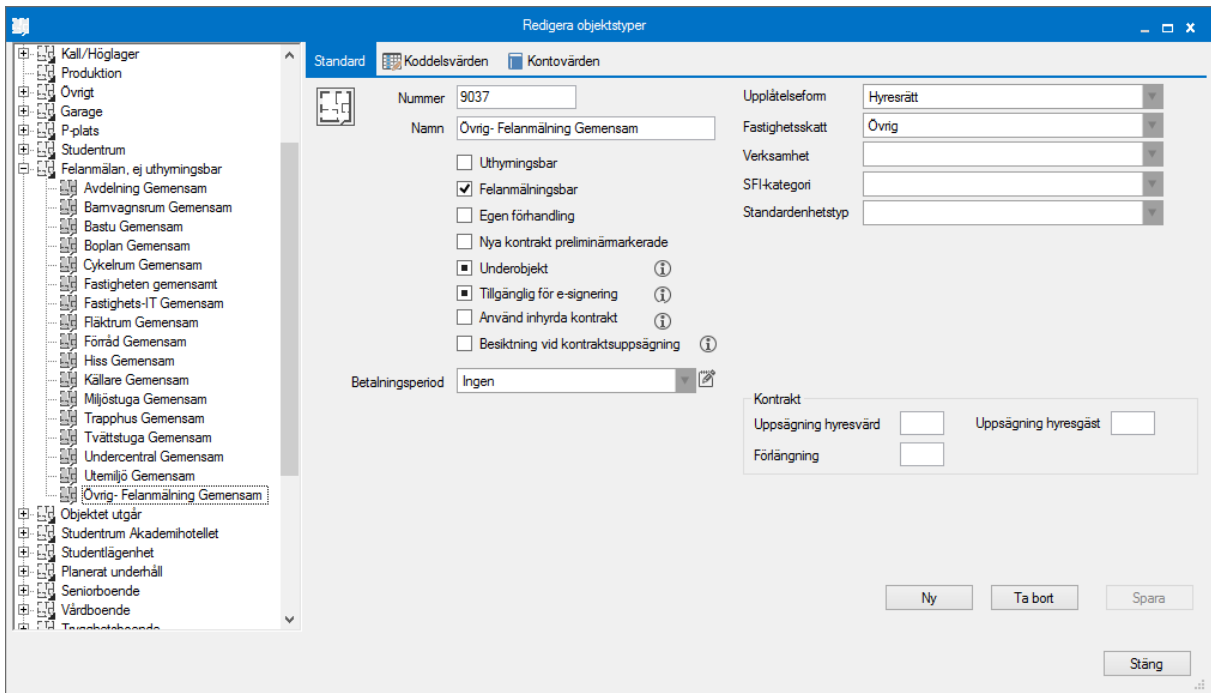 Redigera objektstyper
Kall/Höglager
Produktion
Övrigt
Garage
P-plats
Studentrum
Felanmälan, ej uthyrningsbar
Avdelning Gemensam
Barnvagnsrum Gemensam
Bastu Gemensam
Boplan Gemensam
Cykelrum Gemensam
Fastigheten gemensamt
Fastighets-IT Gemensam
Fläktrum Gemensam
Förråd Gemensam
Hiss Gemensam
Källare Gemensam
Miljöstuga Gemensam
Trapphus Gemensam
Tvättstuga Gemensam
Undercentral Gemensam
Utemiljö Gemensam
Övrig- Felanmälning Gemensam
Objektet utgår
Studentrum Akademihotellet
Studentlägenhet
Planerat underhåll
Seniorboende
Vårdboende
Trygghetsboende
Standard Koddelsvärden Kontovärden
Nummer 9037
Namn Övrig- Felanmälning Gemensam
Uthyrningsbar
Felanmälningsbar
Egen förhandling
Nya kontrakt preliminärmarkerade
Underobjekt
Tillgänglig för e-signering
Använd inhyrda kontrakt
Besiktning vid kontraktsuppsägning
Betalningsperiod Ingen
Upplåtelseform Hyresrätt
Fastighetsskatt Övrig
Verksamhet
SFI-kategori
Standardenhetstyp
Kontrakt
Uppsägning hyresvärd Uppsägning hyresgäst
Förlängning
Ny Ta bort Spara
Stäng